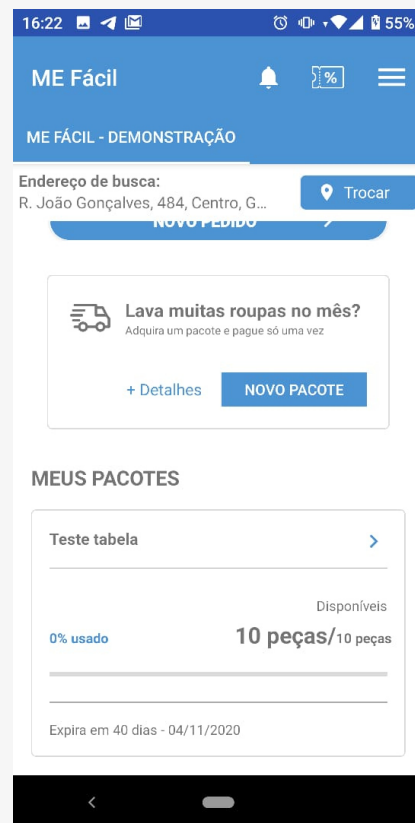 16:22 55%
ME Fácil %
ME FÁCIL - DEMONSTRAÇÃO
Endereço de busca:
R. João Gonçalves, 484, Centro, G...
Trocar
NOVO PEDIDO
Lava muitas roupas no mês?
Adquira um pacote e pague só uma vez
+ Detalhes NOVO PACOTE
MEUS PACOTES
Teste tabela
Disponíveis
0% usado 10 peças/10 peças
Expira em 40 dias - 04/11/2020